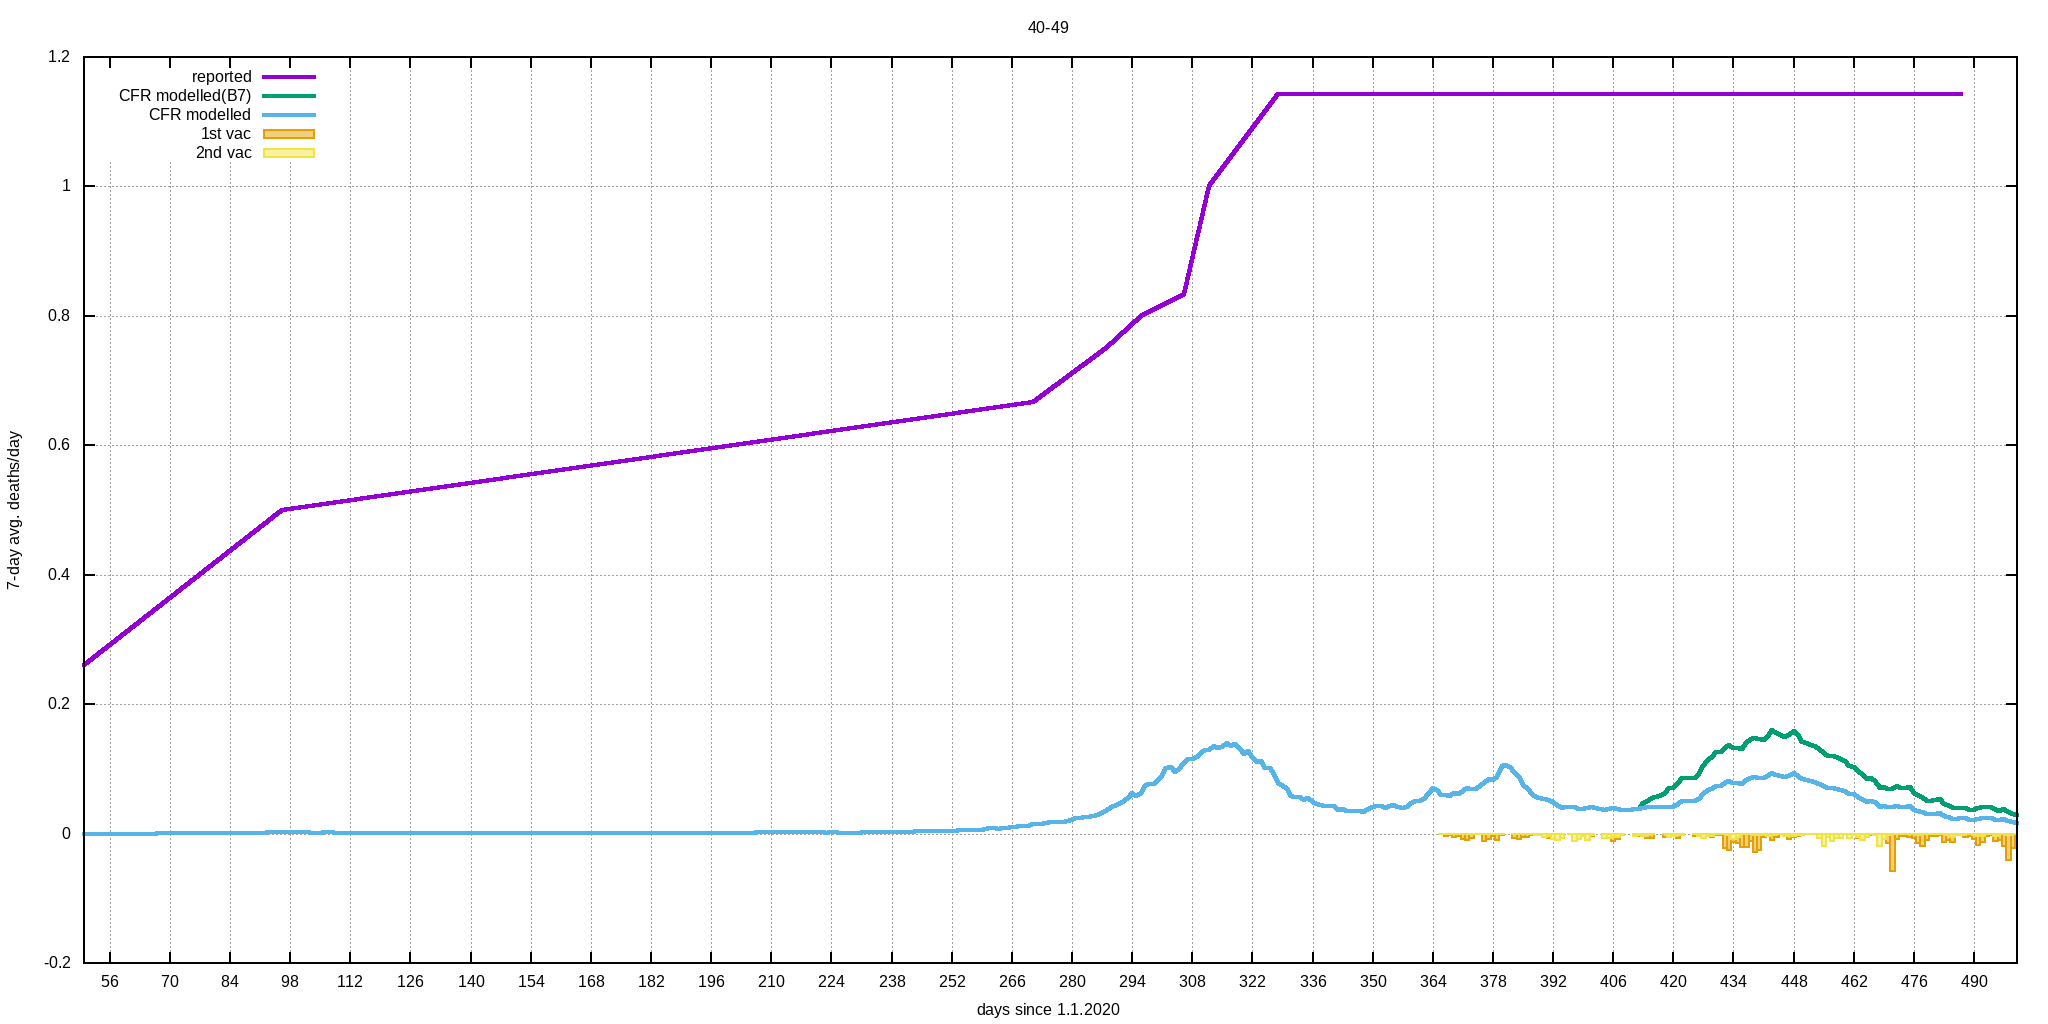 40-49
1.2
1
0.8
0.6
0.4
0.2
0
-0.2
7-day avg. deaths/day
reported
CFR modelled(B7)
CFR modelled
1st vac
2nd vac
56 70 84 98 112 126 140 154 168 182 196 210 224 238 252 266 280 294 308 322 336 350 364 378 392 406 420 434 448 462 476 490
days since 1.1.2020